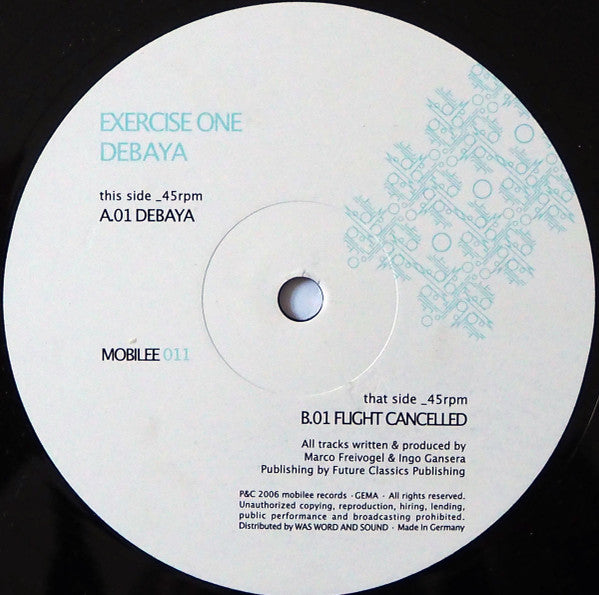 EXERCISE ONE
DEBAYA
this side _45rpm
A.01 DEBAYA
MOBILEE 011
that side _45rpm
B.01 FLIGHT CANCELLED
All tracks written & produced by
Marco Freivogel & Ingo Gansera
Publishing by Future Classics Publishing
P&C 2006 mobilee records · GEMA · All rights reserved.
Unauthorized copying, reproduction, hiring, lending,
public performance and broadcasting prohibited.
Distributed by WAS WORD AND SOUND · Made in Germany